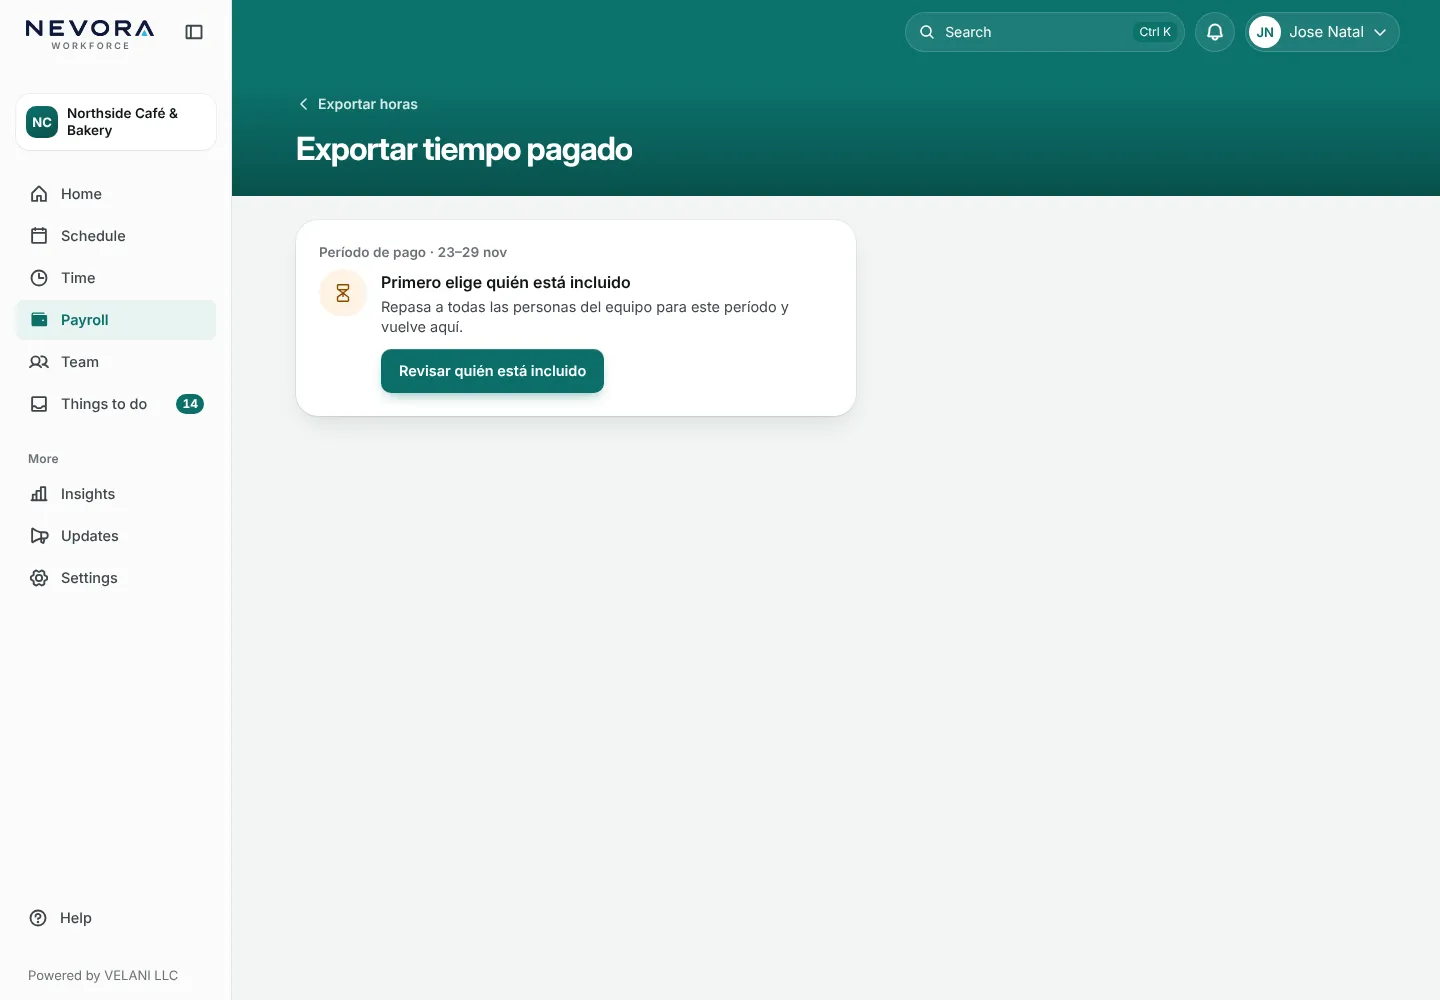 NEVORA
WORKFORCE
Search
Ctrl K
JN
Jose Natal
NC
Northside Café &
Bakery
Home
Schedule
Time
Payroll
Team
Things to do
14
More
Insights
Updates
Settings
Help
Powered by VELANI LLC
Exportar horas
Exportar tiempo pagado
Período de pago · 23–29 nov
Primero elige quién está incluido
Repasa a todas las personas del equipo para este período y
vuelve aquí.
Revisar quién está incluido